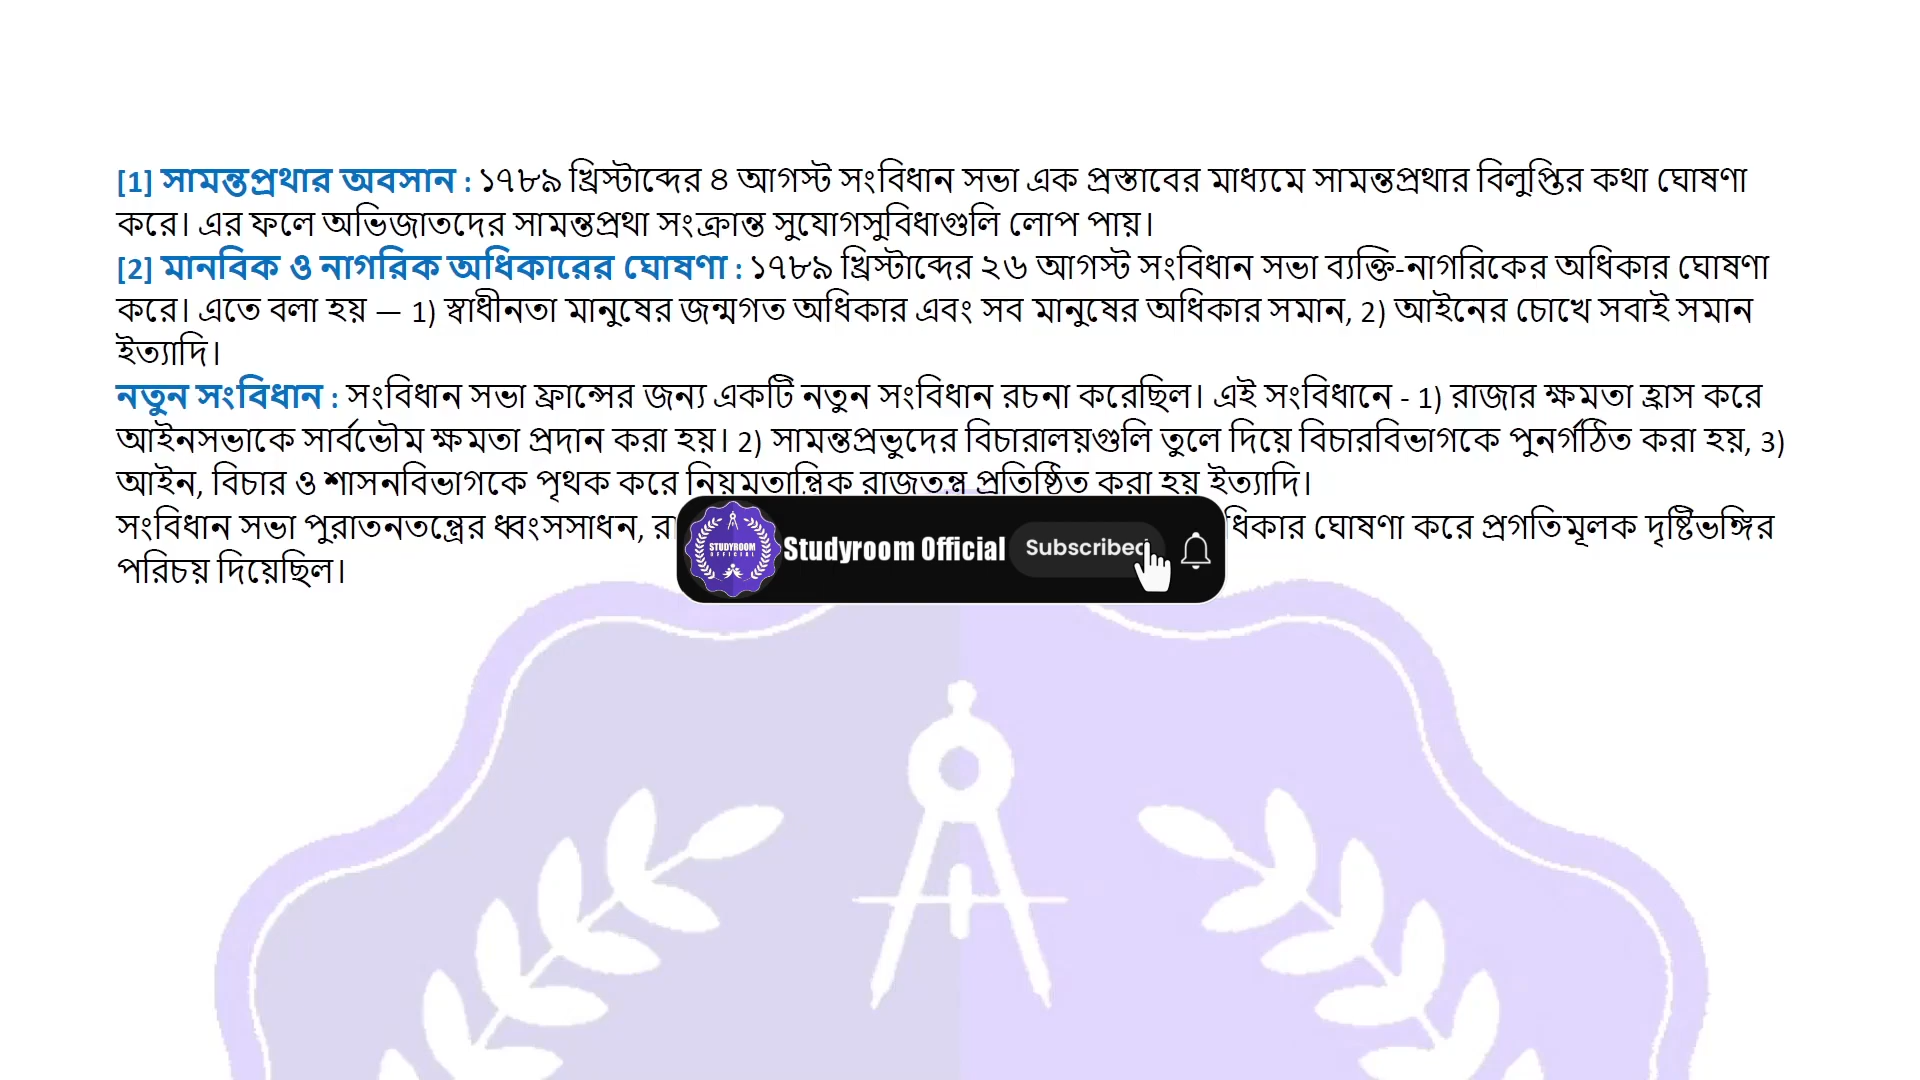 [1] সামন্তপ্রথার অবসান : ১৭৮৯ খ্রিস্টাব্দের ৪ আগস্ট সংবিধান সভা এক প্রস্তাবের মাধ্যমে সামন্তপ্রথার বিলুপ্তির কথা ঘোষণা
করে। এর ফলে অভিজাতদের সামন্তপ্রথা সংক্রান্ত সুযোগসুবিধাগুলি লোপ পায়।
[2] মানবিক ও নাগরিক অধিকারের ঘোষণা : ১৭৮৯ খ্রিস্টাব্দের ২৬ আগস্ট সংবিধান সভা ব্যক্তি-নাগরিকের অধিকার ঘোষণা
করে। এতে বলা হয় — 1) স্বাধীনতা মানুষের জন্মগত অধিকার এবং সব মানুষের অধিকার সমান, 2) আইনের চোখে সবাই সমান
ইত্যাদি।
নতুন সংবিধান : সংবিধান সভা ফ্রান্সের জন্য একটি নতুন সংবিধান রচনা করেছিল। এই সংবিধানে - 1) রাজার ক্ষমতা হ্রাস করে
আইনসভাকে সার্বভৌম ক্ষমতা প্রদান করা হয়। 2) সামন্তপ্রভুদের বিচারালয়গুলি তুলে দিয়ে বিচারবিভাগকে পুনর্গঠিত করা হয়, 3)
আইন, বিচার ও শাসনবিভাগকে পৃথক করে নিয়মতান্ত্রিক রাজতন্ত্র প্রতিষ্ঠিত করা হয় ইত্যাদি।
সংবিধান সভা পুরাতনতন্ত্রের ধ্বংসসাধন, ঘোষণা করে প্রগতিমূলক দৃষ্টিভঙ্গির
পরিচয় দিয়েছিল।
STUDYROOM
OFFICIAL
Studyroom Official Subscribed